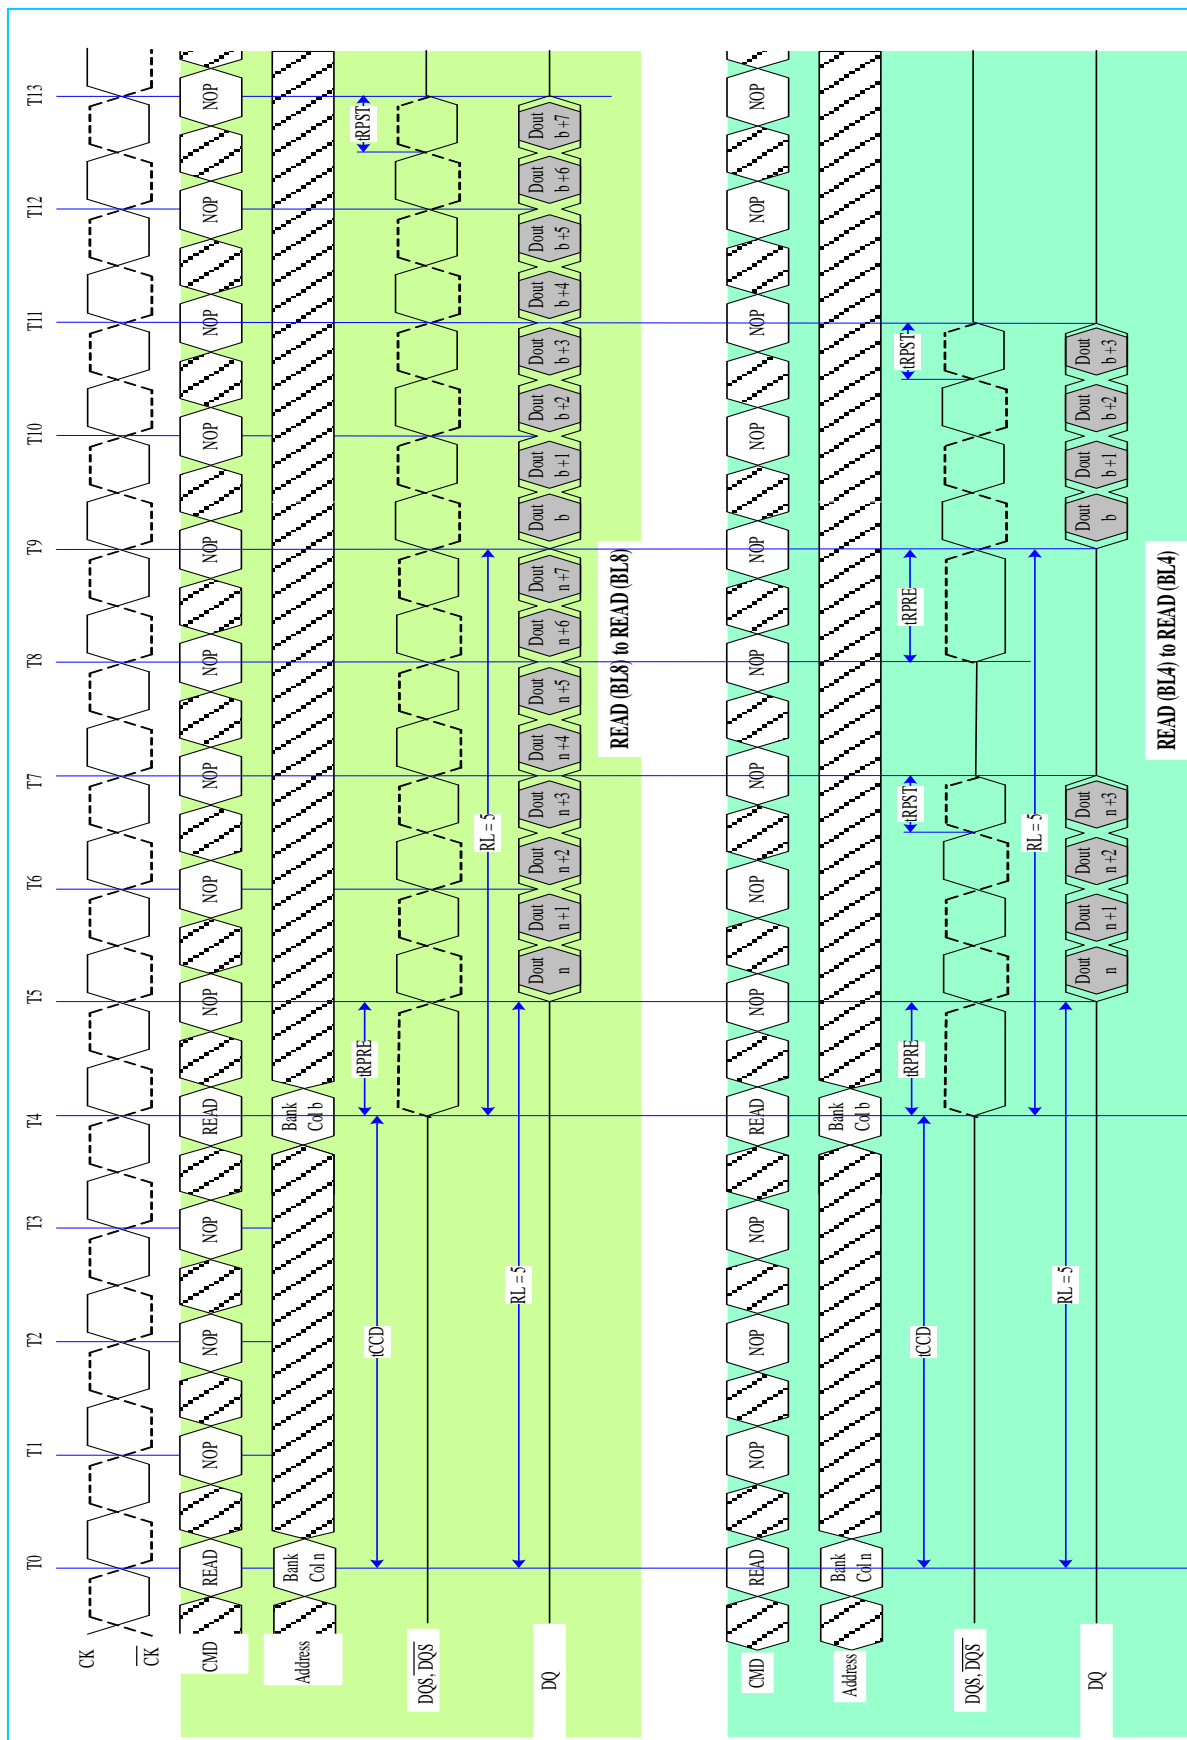 T0 T1 T2 T3 T4 T5 T6 T7 T8 T9 T10 T11 T12 T13
CK
CK
CMD READ NOP NOP NOP READ NOP NOP NOP NOP NOP NOP NOP NOP NOP
Address Bank Col n Bank Col b
tRPRE tRPST
tCCD
DQS, DQS
RL = 5
RL = 5
DQ Dout n Dout n +1 Dout n +2 Dout n +3 Dout n +4 Dout n +5 Dout n +6 Dout n +7 Dout b Dout b +1 Dout b +2 Dout b +3 Dout b +4 Dout b +5 Dout b +6 Dout b +7
READ (BL8) to READ (BL8)
CMD READ NOP NOP NOP READ NOP NOP NOP NOP NOP NOP NOP NOP NOP
Address Bank Col n Bank Col b
tRPRE tRPST tRPRE tRPST
tCCD
DQS, DQS
RL = 5
RL = 5
DQ Dout n Dout n +1 Dout n +2 Dout n +3 Dout b Dout b +1 Dout b +2 Dout b +3
READ (BL4) to READ (BL4)